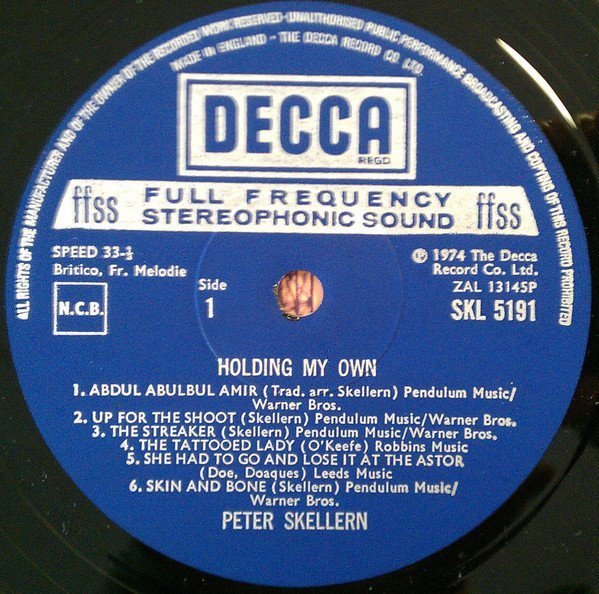 ALL RIGHTS OF THE MANUFACTURER AND OF THE OWNER OF THE RECORDED WORK RESERVED-UNAUTHORISED PUBLIC PERFORMANCE BROADCASTING AND COPYING OF THIS RECORD PROHIBITED
MADE IN ENGLAND - THE DECCA RECORD CO. LTD.
DECCA
REGD
ffss FULL FREQUENCY STEREOPHONIC SOUND ffss
SPEED 33-⅓
Britico, Fr. Melodie
N.C.B.
Side
1
Ⓟ 1974 The Decca
Record Co. Ltd.
ZAL 13145P
SKL 5191
HOLDING MY OWN
1. ABDUL ABULBUL AMIR (Trad. arr. Skellern) Pendulum Music/
Warner Bros.
2. UP FOR THE SHOOT (Skellern) Pendulum Music/Warner Bros.
3. THE STREAKER (Skellern) Pendulum Music/Warner Bros.
4. THE TATTOOED LADY (O'Keefe) Robbins Music
5. SHE HAD TO GO AND LOSE IT AT THE ASTOR
(Doe, Doaques) Leeds Music
6. SKIN AND BONE (Skellern) Pendulum Music/
Warner Bros.
PETER SKELLERN